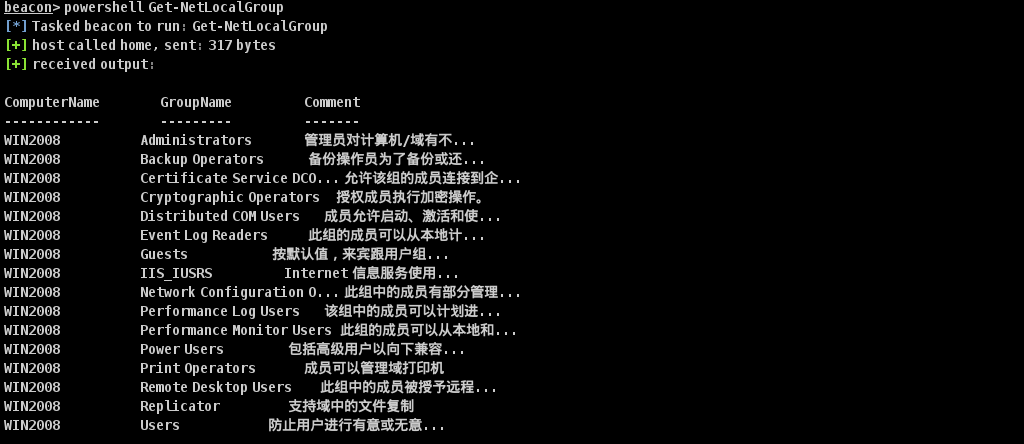 beacon> powershell Get-NetLocalGroup
[*] Tasked beacon to run: Get-NetLocalGroup
[+] host called home, sent: 317 bytes
[+] received output:
ComputerName GroupName Comment
------------ --------- -------
WIN2008 Administrators 管理员对计算机/域有不...
WIN2008 Backup Operators 备份操作员为了备份或还...
WIN2008 Certificate Service DCO... 允许该组的成员连接到企...
WIN2008 Cryptographic Operators 授权成员执行加密操作。
WIN2008 Distributed COM Users 成员允许启动、激活和使...
WIN2008 Event Log Readers 此组的成员可以从本地计...
WIN2008 Guests 按默认值，来宾跟用户组...
WIN2008 IIS_IUSRS Internet 信息服务使用...
WIN2008 Network Configuration O... 此组中的成员有部分管理...
WIN2008 Performance Log Users 该组中的成员可以计划进...
WIN2008 Performance Monitor Users 此组的成员可以从本地和...
WIN2008 Power Users 包括高级用户以向下兼容...
WIN2008 Print Operators 成员可以管理域打印机
WIN2008 Remote Desktop Users 此组中的成员被授予远程...
WIN2008 Replicator 支持域中的文件复制
WIN2008 Users 防止用户进行有意或无意...